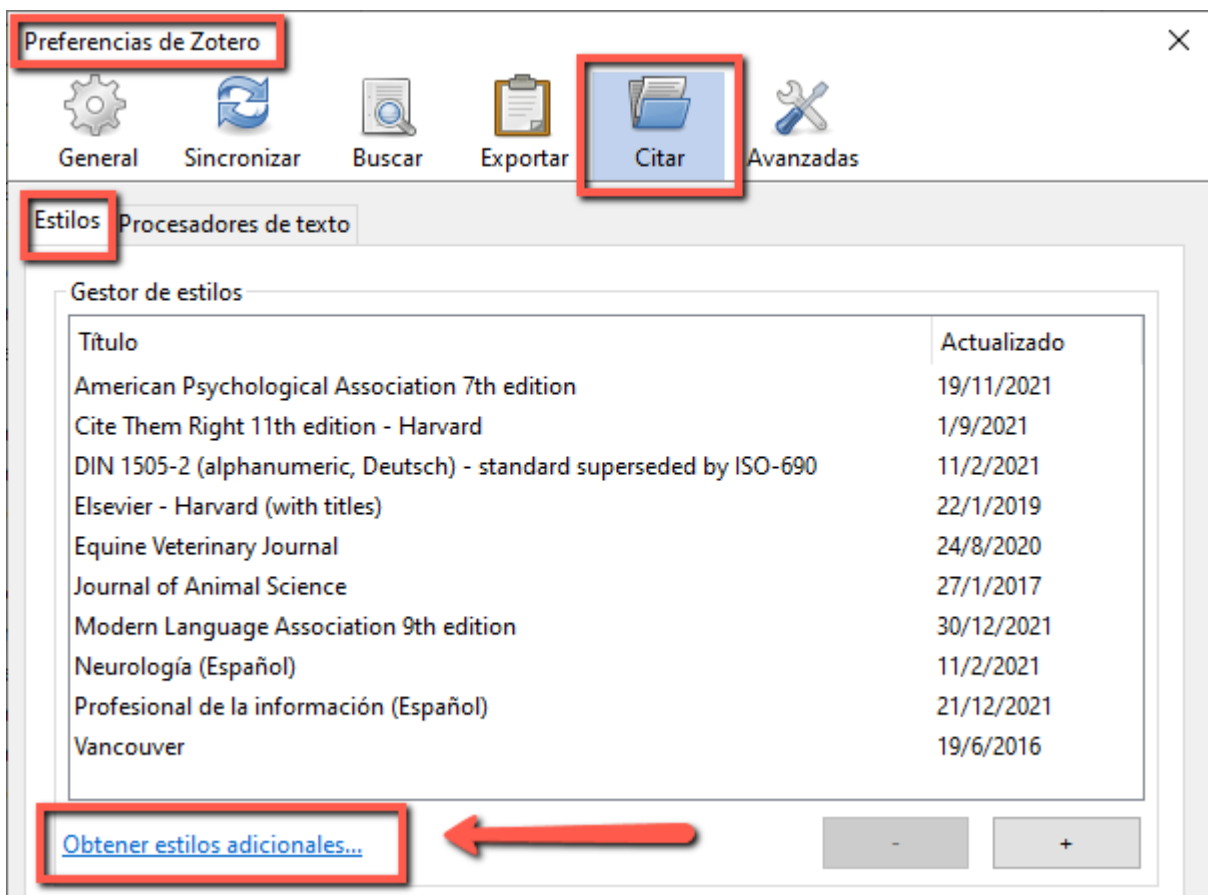 Preferencias de Zotero
General Sincronizar Buscar Exportar Citar Avanzadas
Estilos Procesadores de texto
Gestor de estilos
Título Actualizado
American Psychological Association 7th edition 19/11/2021
Cite Them Right 11th edition - Harvard 1/9/2021
DIN 1505-2 (alphanumeric, Deutsch) - standard superseded by ISO-690 11/2/2021
Elsevier - Harvard (with titles) 22/1/2019
Equine Veterinary Journal 24/8/2020
Journal of Animal Science 27/1/2017
Modern Language Association 9th edition 30/12/2021
Neurología (Español) 11/2/2021
Profesional de la información (Español) 21/12/2021
Vancouver 19/6/2016
Obtener estilos adicionales... - +